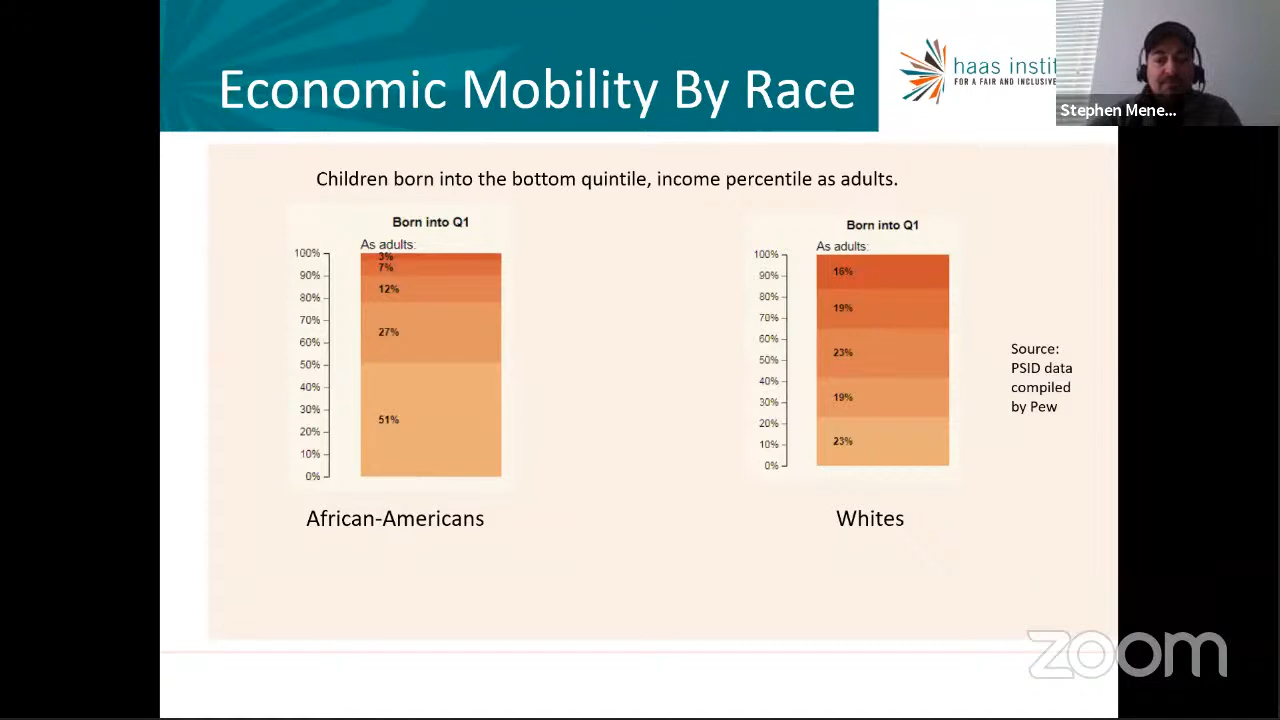 Economic Mobility By Race
haas instit
FOR A FAIR AND INCLUSIVE
Stephen Mene...
Children born into the bottom quintile, income percentile as adults.
Born into Q1
As adults:
100%
90%
80%
70%
60%
50%
40%
30%
20%
10%
0%
3%
7%
12%
27%
51%
African-Americans
Born into Q1
As adults:
100%
90%
80%
70%
60%
50%
40%
30%
20%
10%
0%
16%
19%
23%
19%
23%
Whites
Source:
PSID data
compiled
by Pew
zoom